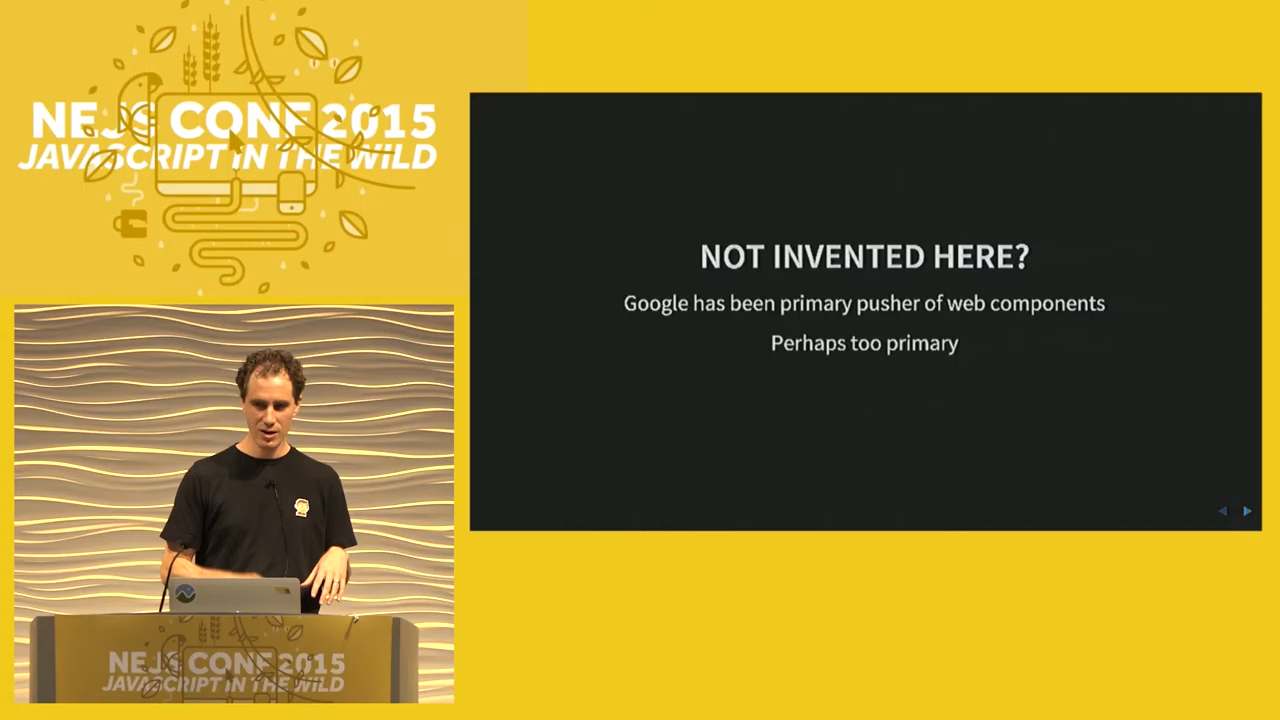 NEJS CONF 2015
JAVASCRIPT IN THE WILD
NOT INVENTED HERE?
Google has been primary pusher of web components
Perhaps too primary
NEJS CONF 2015
JAVASCRIPT IN THE WILD